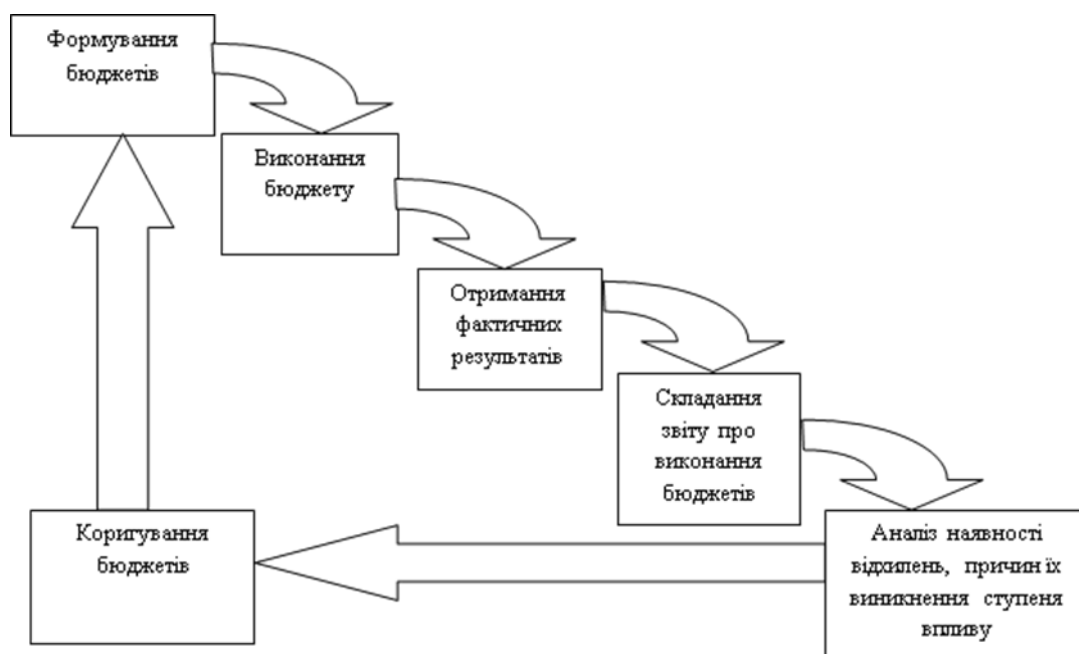 Формування
бюджетів
Виконання
бюджету
Отримання
фактичних
результатів
Складання
звіту про
виконання
бюджетів
Аналіз наявності
відхилень, причин їх
виникнення ступеня
впливу
Коригування
бюджетів